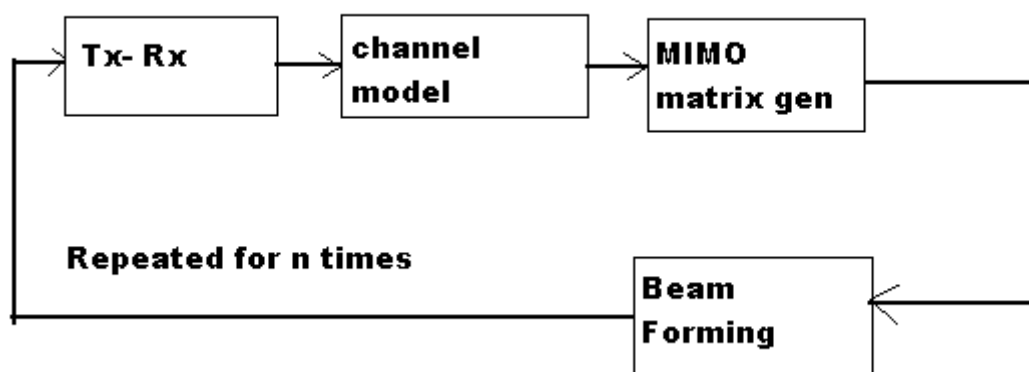 Tx- Rx
channel
model
MIMO
matrix gen
Repeated for n times
Beam
Forming